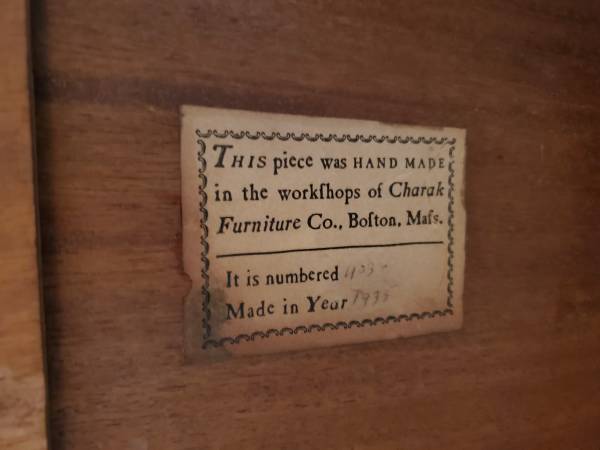 THIS piece was HAND MADE
in the workſhops of Charak
Furniture Co., Boſton, Maſs.
It is numbered
Made in Year